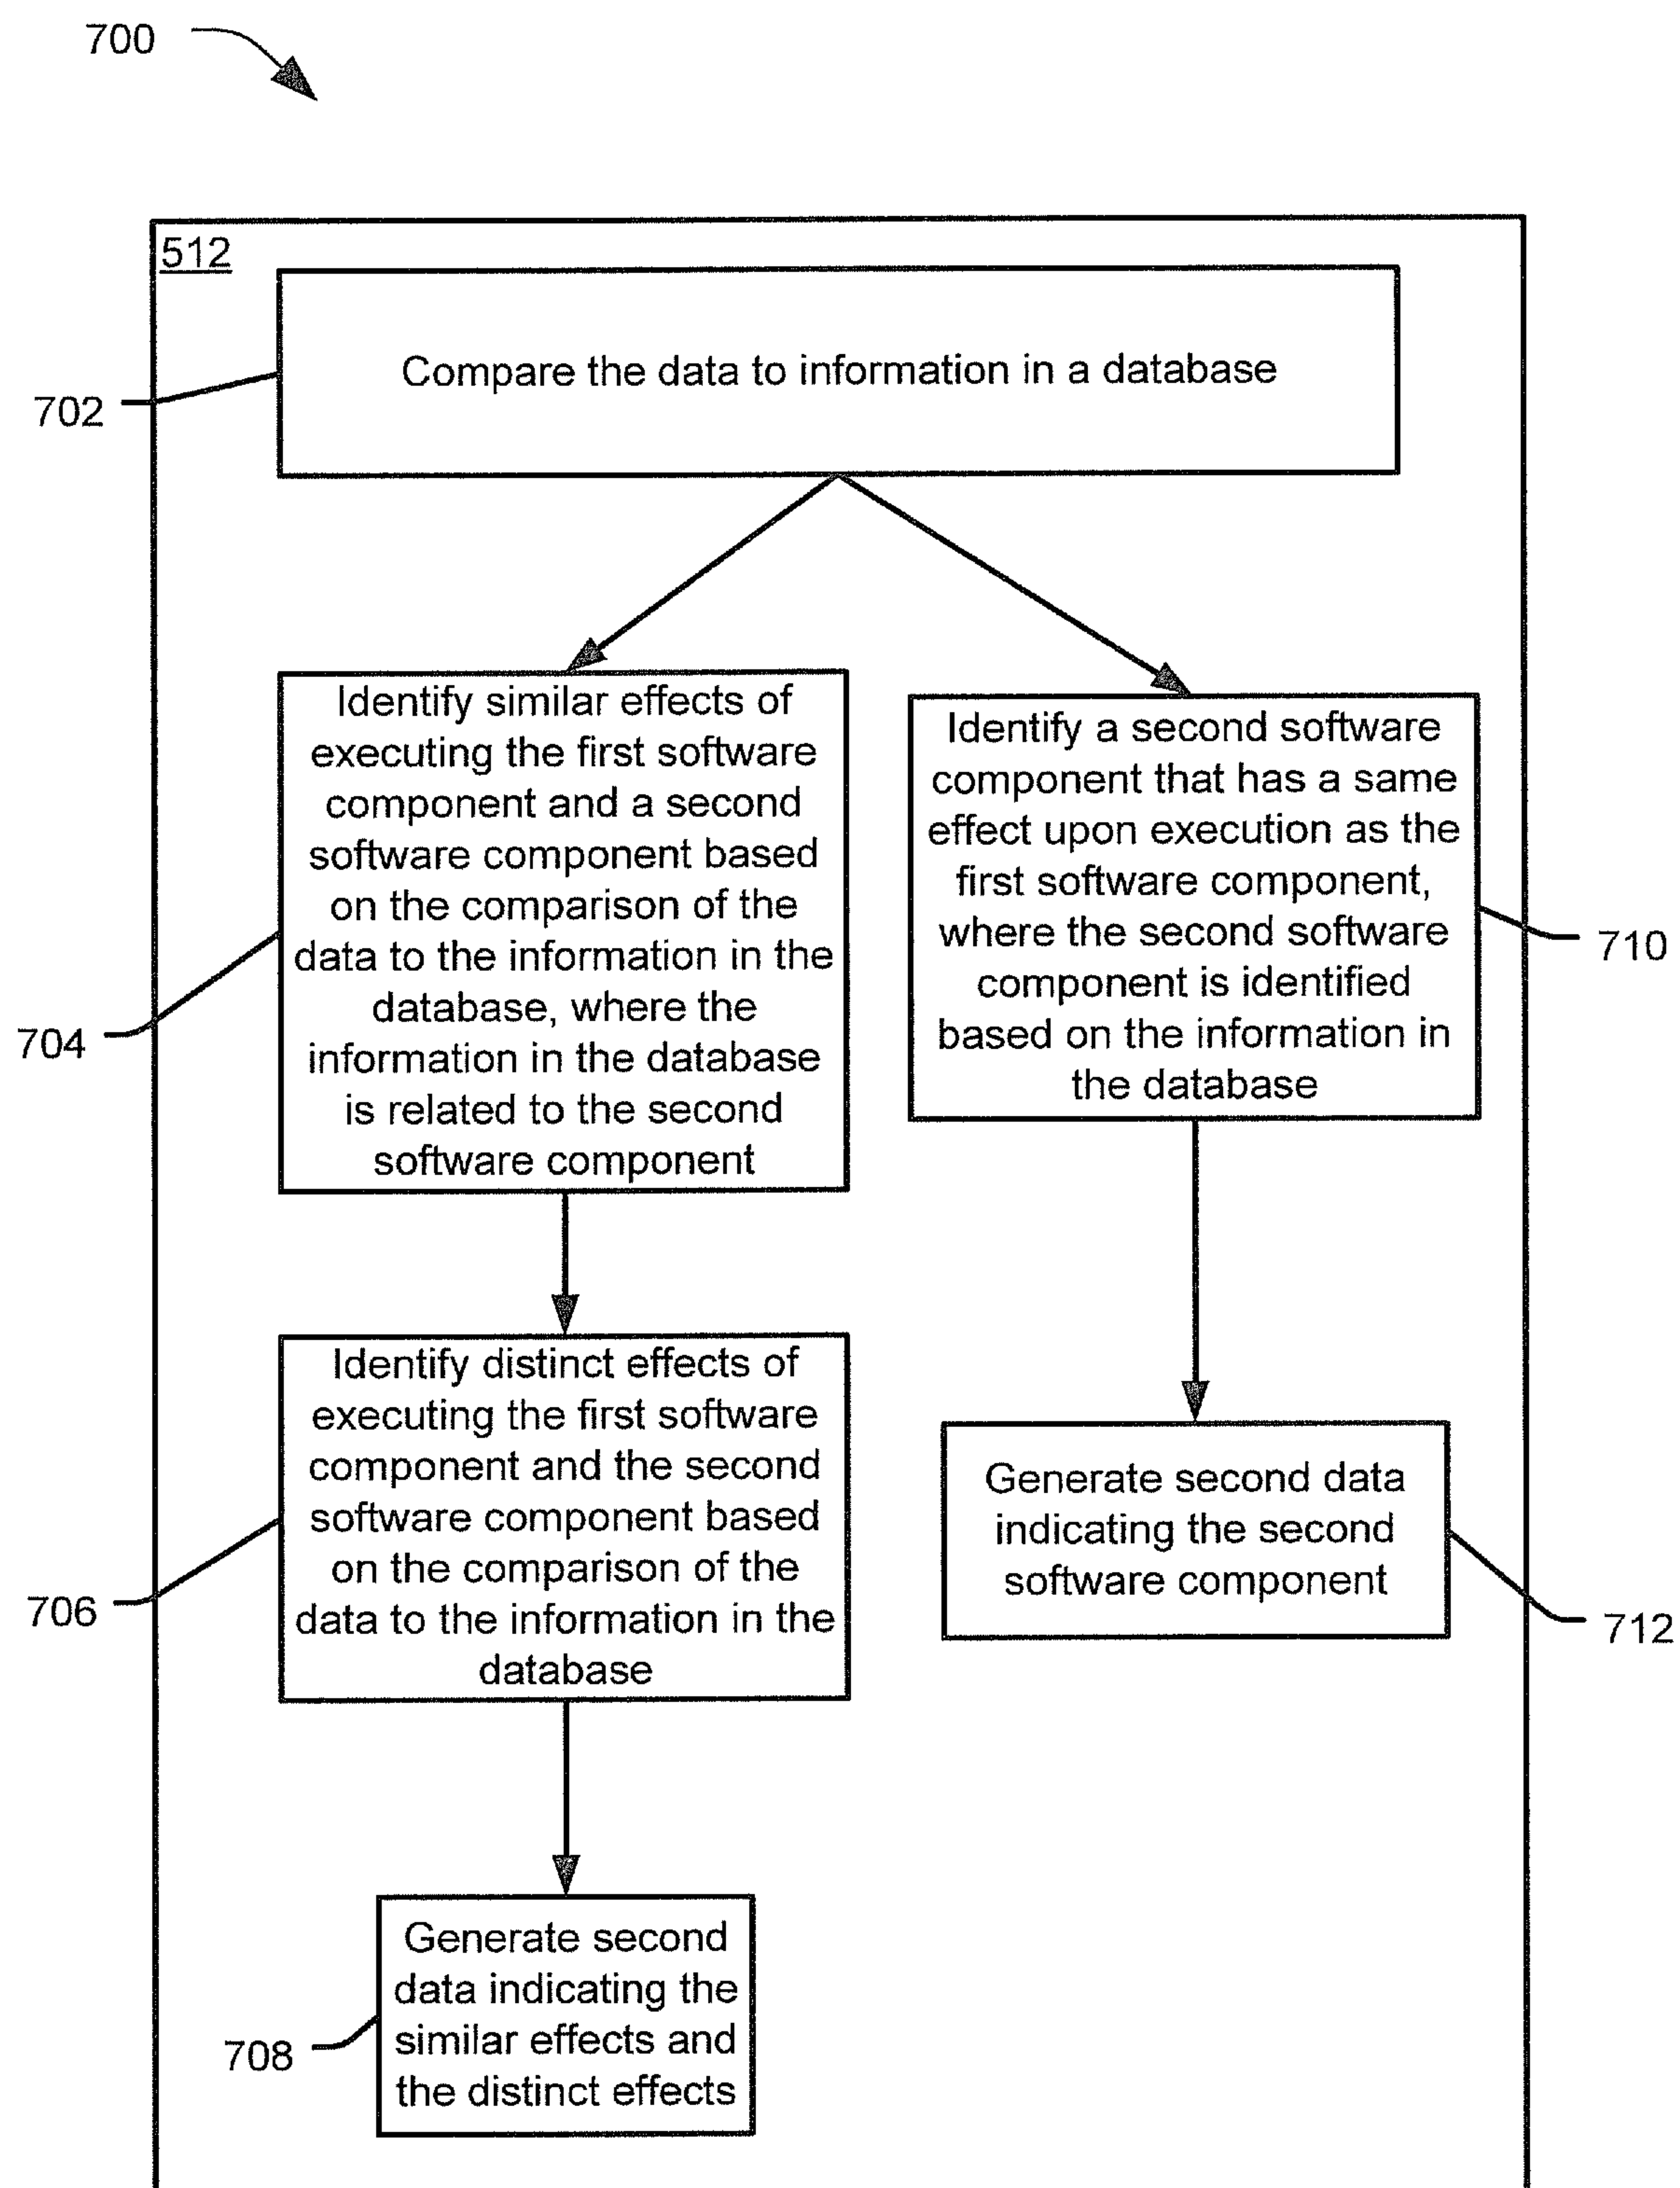 700
512
Compare the data to information in a database
702
Identify similar effects of
executing the first software
component and a second
software component based
on the comparison of the
data to the information in the
database, where the
information in the database
is related to the second
software component
704
Identify a second software
component that has a same
effect upon execution as the
first software component,
where the second software
component is identified
based on the information in
the database
710
Identify distinct effects of
executing the first software
component and the second
software component based
on the comparison of the
data to the information in the
database
706
Generate second data
indicating the second
software component
712
Generate second
data indicating the
similar effects and
the distinct effects
708